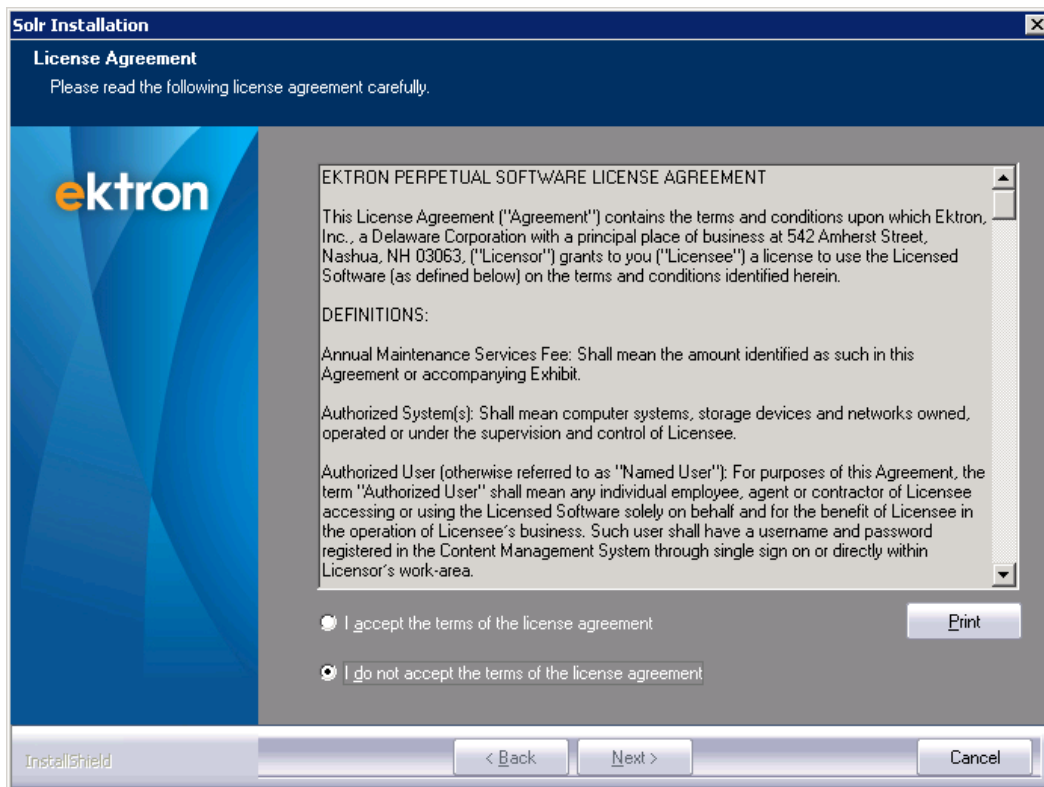 Solr Installation
License Agreement
Please read the following license agreement carefully.
ektron
EKTRON PERPETUAL SOFTWARE LICENSE AGREEMENT
This License Agreement ("Agreement") contains the terms and conditions upon which Ektron,
Inc., a Delaware Corporation with a principal place of business at 542 Amherst Street,
Nashua, NH 03063, ("Licensor") grants to you ("Licensee") a license to use the Licensed
Software (as defined below) on the terms and conditions identified herein.
DEFINITIONS:
Annual Maintenance Services Fee: Shall mean the amount identified as such in this
Agreement or accompanying Exhibit.
Authorized System(s): Shall mean computer systems, storage devices and networks owned,
operated or under the supervision and control of Licensee.
Authorized User (otherwise referred to as "Named User"): For purposes of this Agreement, the
term "Authorized User" shall mean any individual employee, agent or contractor of Licensee
accessing or using the Licensed Software solely on behalf and for the benefit of Licensee in
the operation of Licensee´s business. Such user shall have a username and password
registered in the Content Management System through single sign on or directly within
Licensor´s work-area.
I accept the terms of the license agreement
Print
I do not accept the terms of the license agreement
InstallShield
< Back
Next >
Cancel